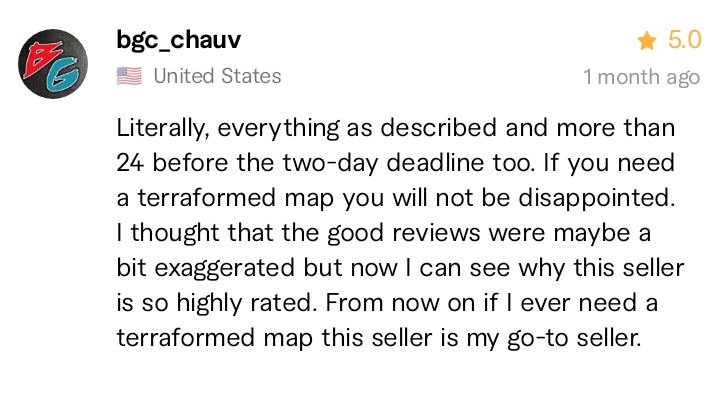 BG
bgc_chauv
5.0
United States
1 month ago
Literally, everything as described and more than
24 before the two-day deadline too. If you need
a terraformed map you will not be disappointed.
I thought that the good reviews were maybe a
bit exaggerated but now I can see why this seller
is so highly rated. From now on if I ever need a
terraformed map this seller is my go-to seller.